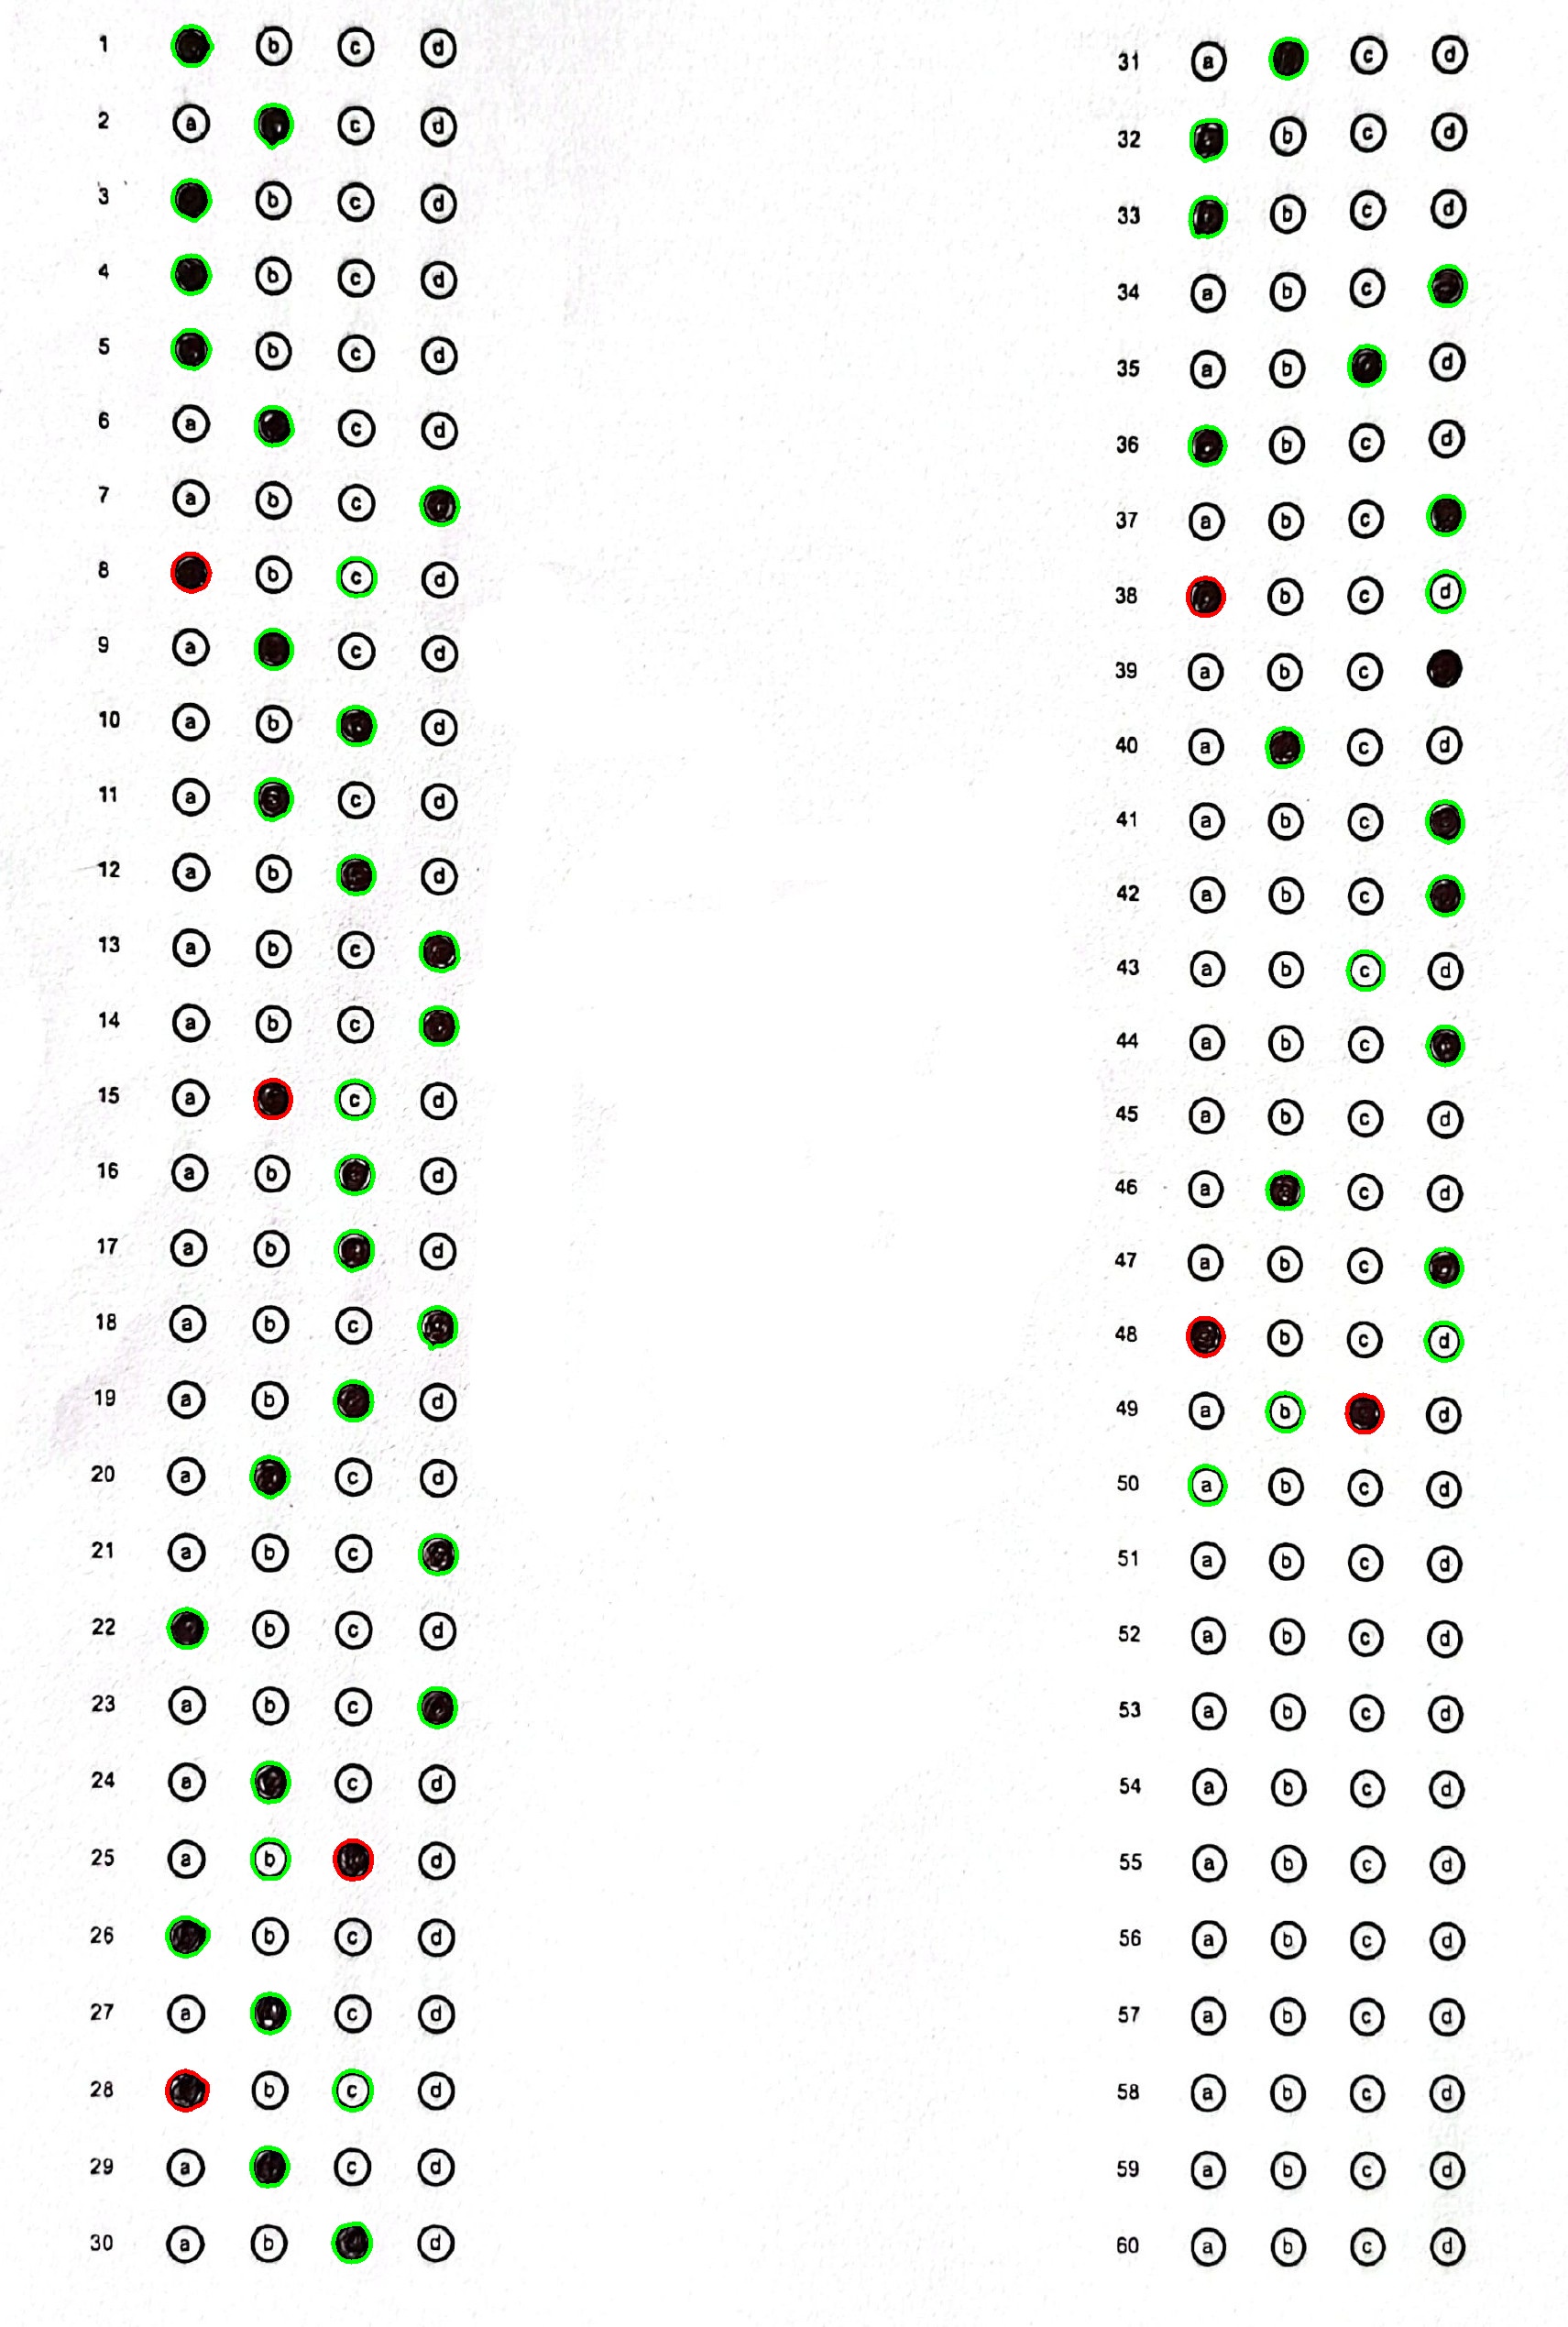 1 b c d
2 a c d
3 b c d
4 b c d
5 b c d
6 a c d
7 a b c
8 b c d
9 a c d
10 a b d
11 a c d
12 a b d
13 a b c
14 a b c
15 a c d
16 a b d
17 a b d
18 a b c
19 a b d
20 a c d
21 a b c
22 b c d
23 a b c
24 a c d
25 a b d
26 b c d
27 a c d
28 b c d
29 a c d
30 a b d
31 a c d
32 b c d
33 b c d
34 a b c
35 a b d
36 b c d
37 a b c
38 b c d
39 a b c
40 a c d
41 a b c
42 a b c
43 a b c d
44 a b c
45 a b c d
46 a c d
47 a b c
48 b c d
49 a b d
50 a b c d
51 a b c d
52 a b c d
53 a b c d
54 a b c d
55 a b c d
56 a b c d
57 a b c d
58 a b c d
59 a b c d
60 a b c d